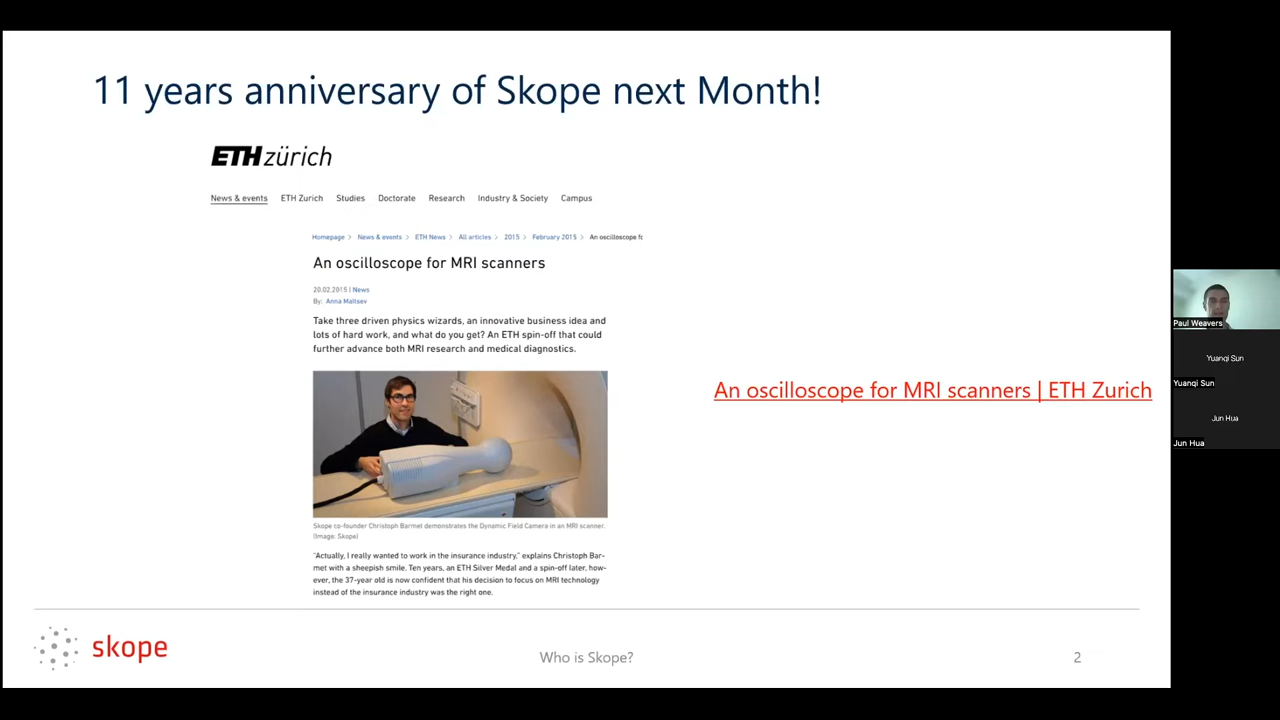 11 years anniversary of Skope next Month!
ETH zürich
News & events ETH Zurich Studies Doctorate Research Industry & Society Campus
Homepage > News & events > ETH News > All articles > 2015 > February 2015 > An oscilloscope fo
An oscilloscope for MRI scanners
20.02.2015 | News
By: Anna Maltsev
Take three driven physics wizards, an innovative business idea and
lots of hard work, and what do you get? An ETH spin-off that could
further advance both MRI research and medical diagnostics.
Skope co-founder Christoph Barmet demonstrates the Dynamic Field Camera in an MRI scanner.
(Image: Skope)
"Actually, I really wanted to work in the insurance industry," explains Christoph Bar-
met with a sheepish smile. Ten years, an ETH Silver Medal and a spin-off later, how-
ever, the 37-year old is now confident that his decision to focus on MRI technology
instead of the insurance industry was the right one.
An oscilloscope for MRI scanners | ETH Zurich
skope
Who is Skope?
2
Paul Weavers
Yuanqi Sun
Yuanqi Sun
Jun Hua
Jun Hua